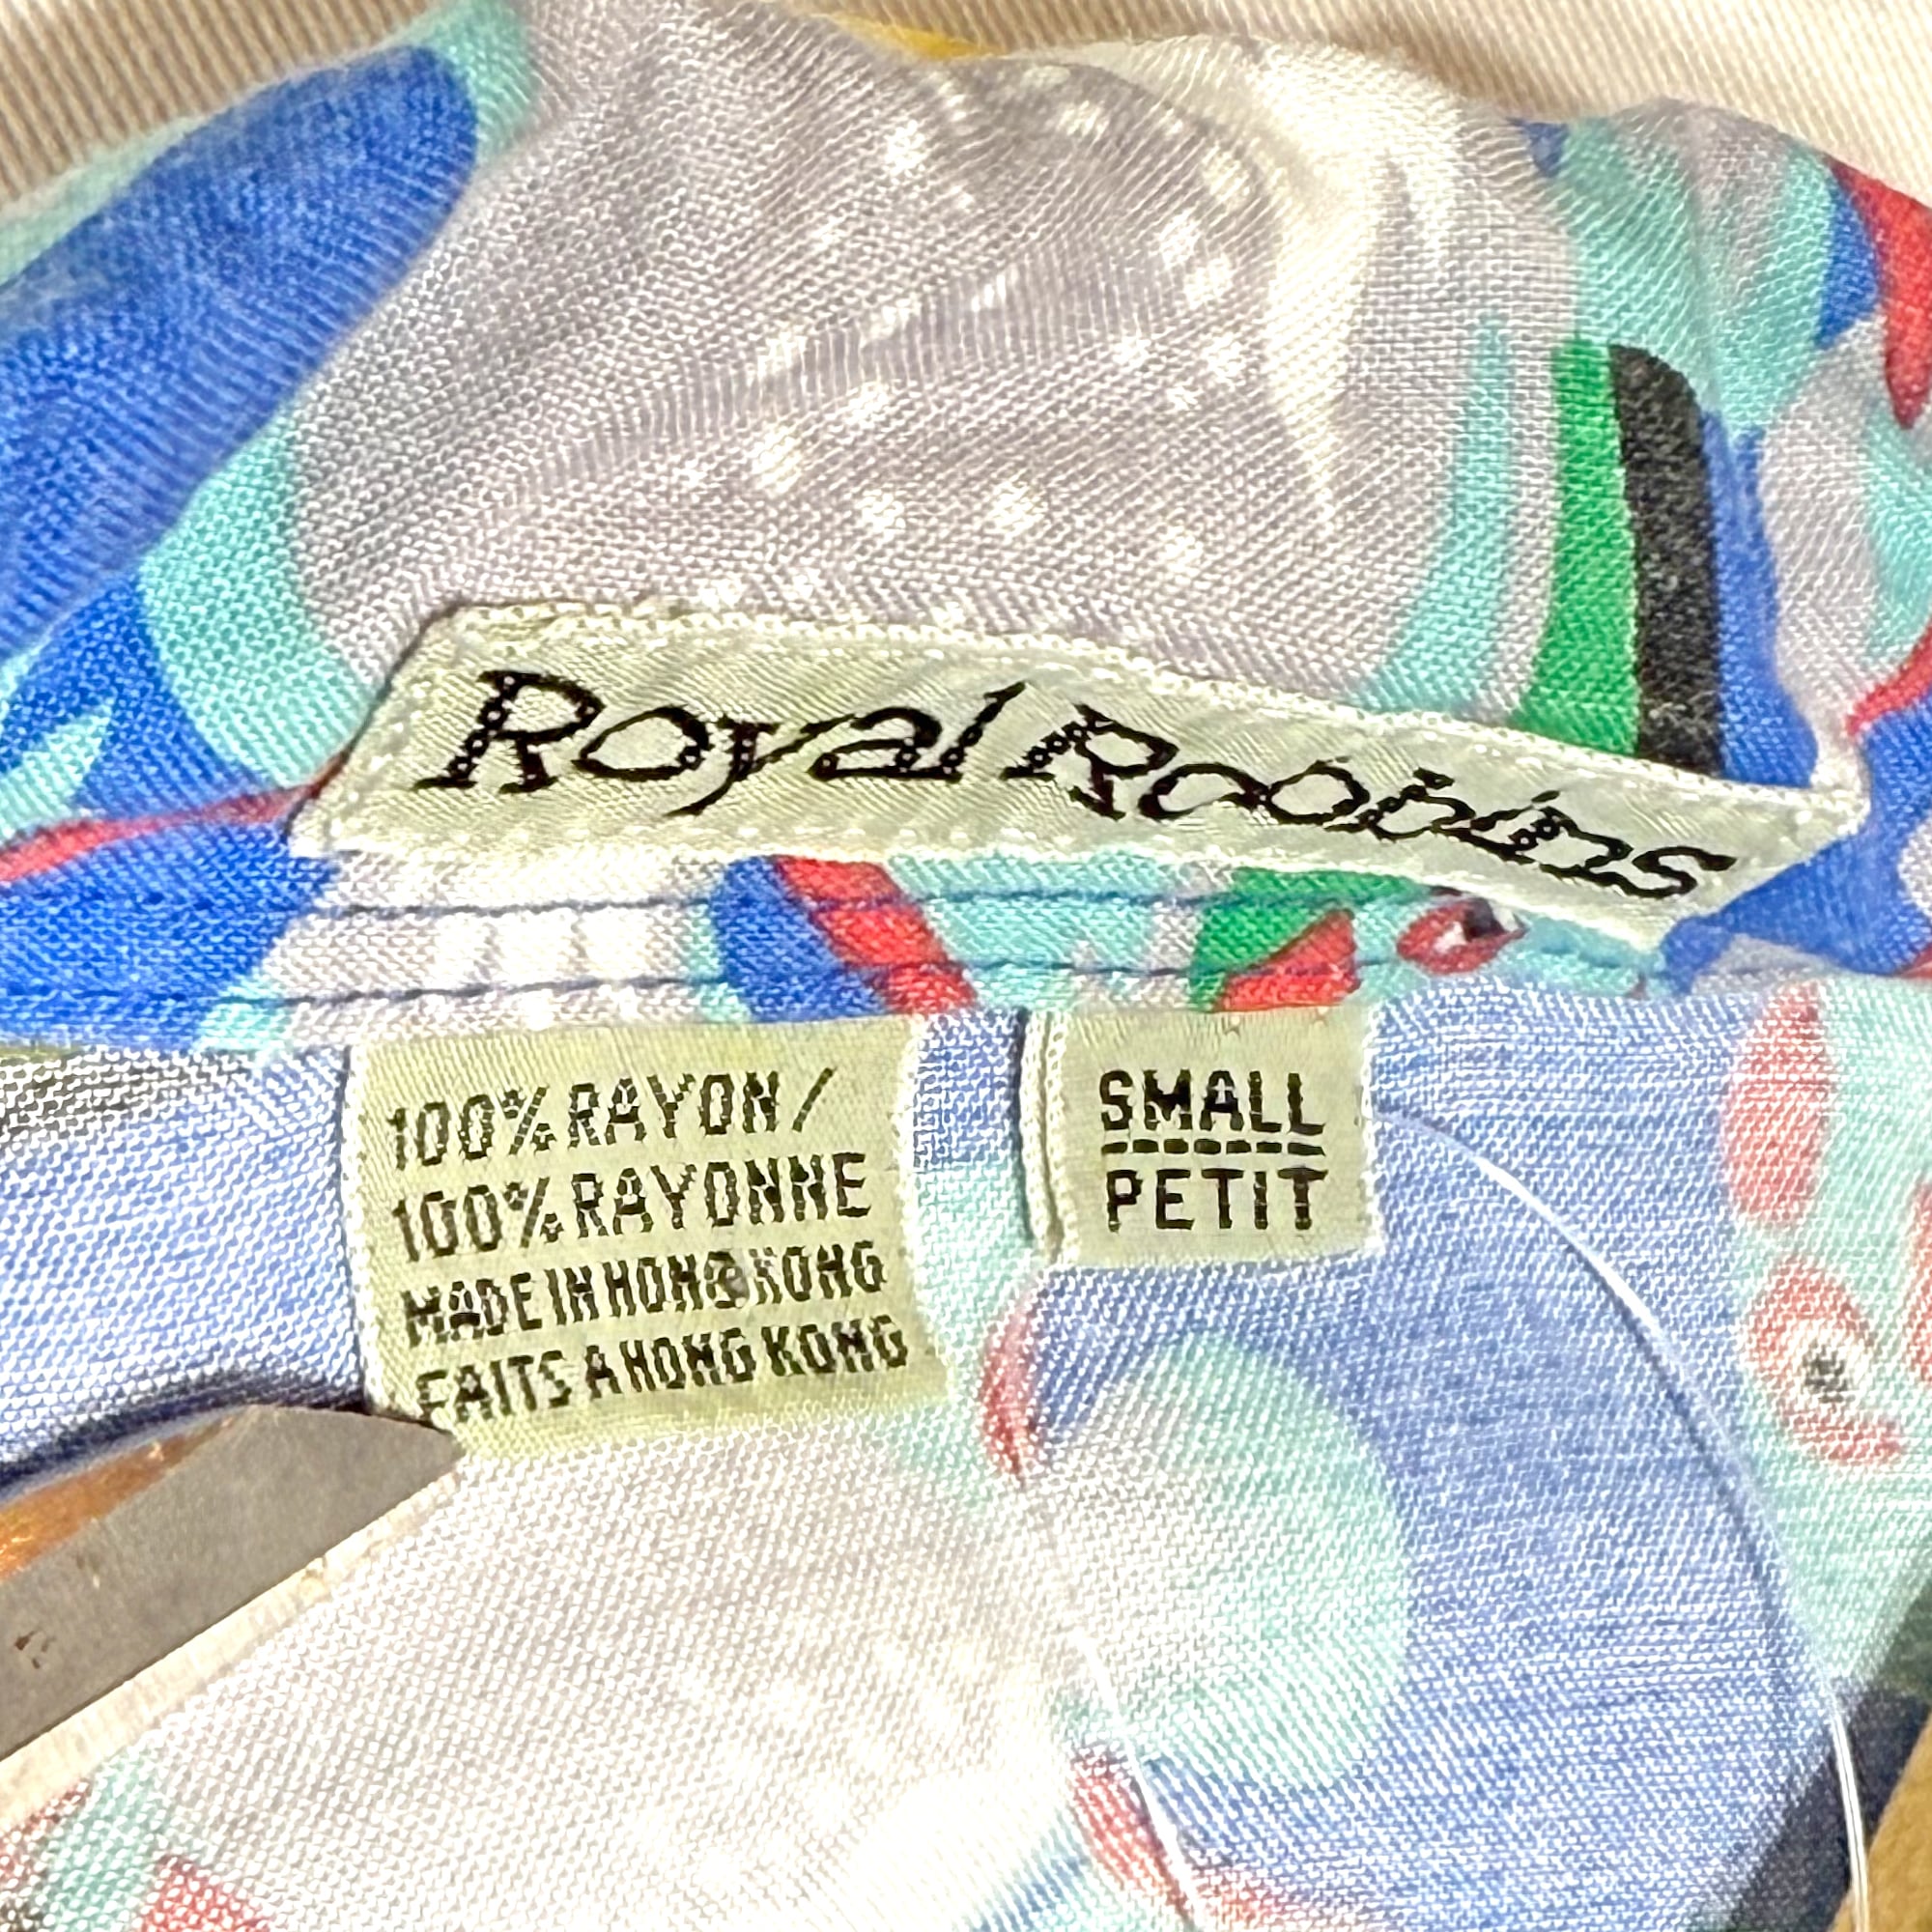 Royal Robbins
100% RAYON/
100% RAYONNE
MADE IN HONG KONG
FAITS A HONG KONG
SMALL
PETIT